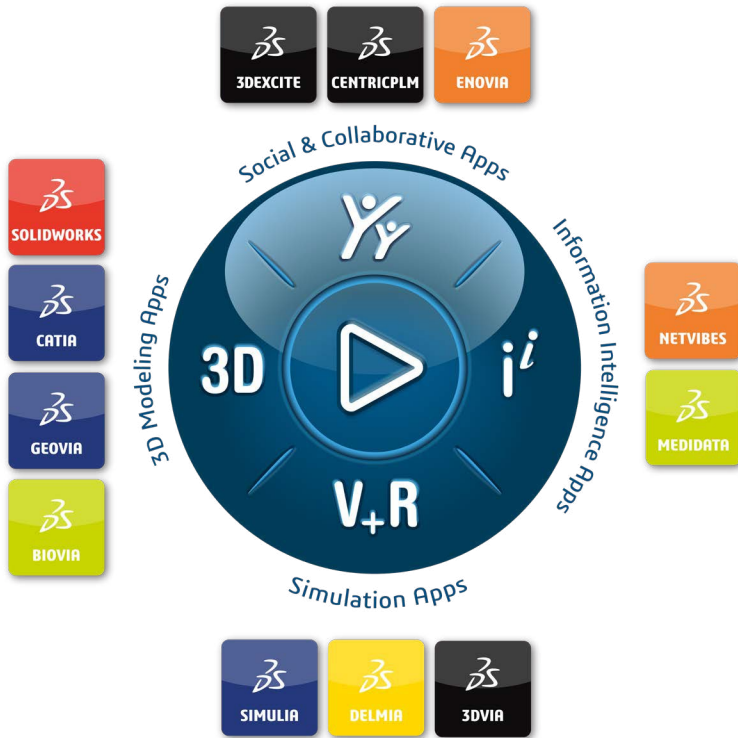 3DEXCITE
CENTRICPLM
ENOVIA
Social & Collaborative Apps
SOLIDWORKS
CATIA
GEOVIA
BIOVIA
3D Modeling Apps
3D
i i
V+R
Information Intelligence Apps
NETVIBES
MEDIDATA
Simulation Apps
SIMULIA
DELMIA
3DVIA